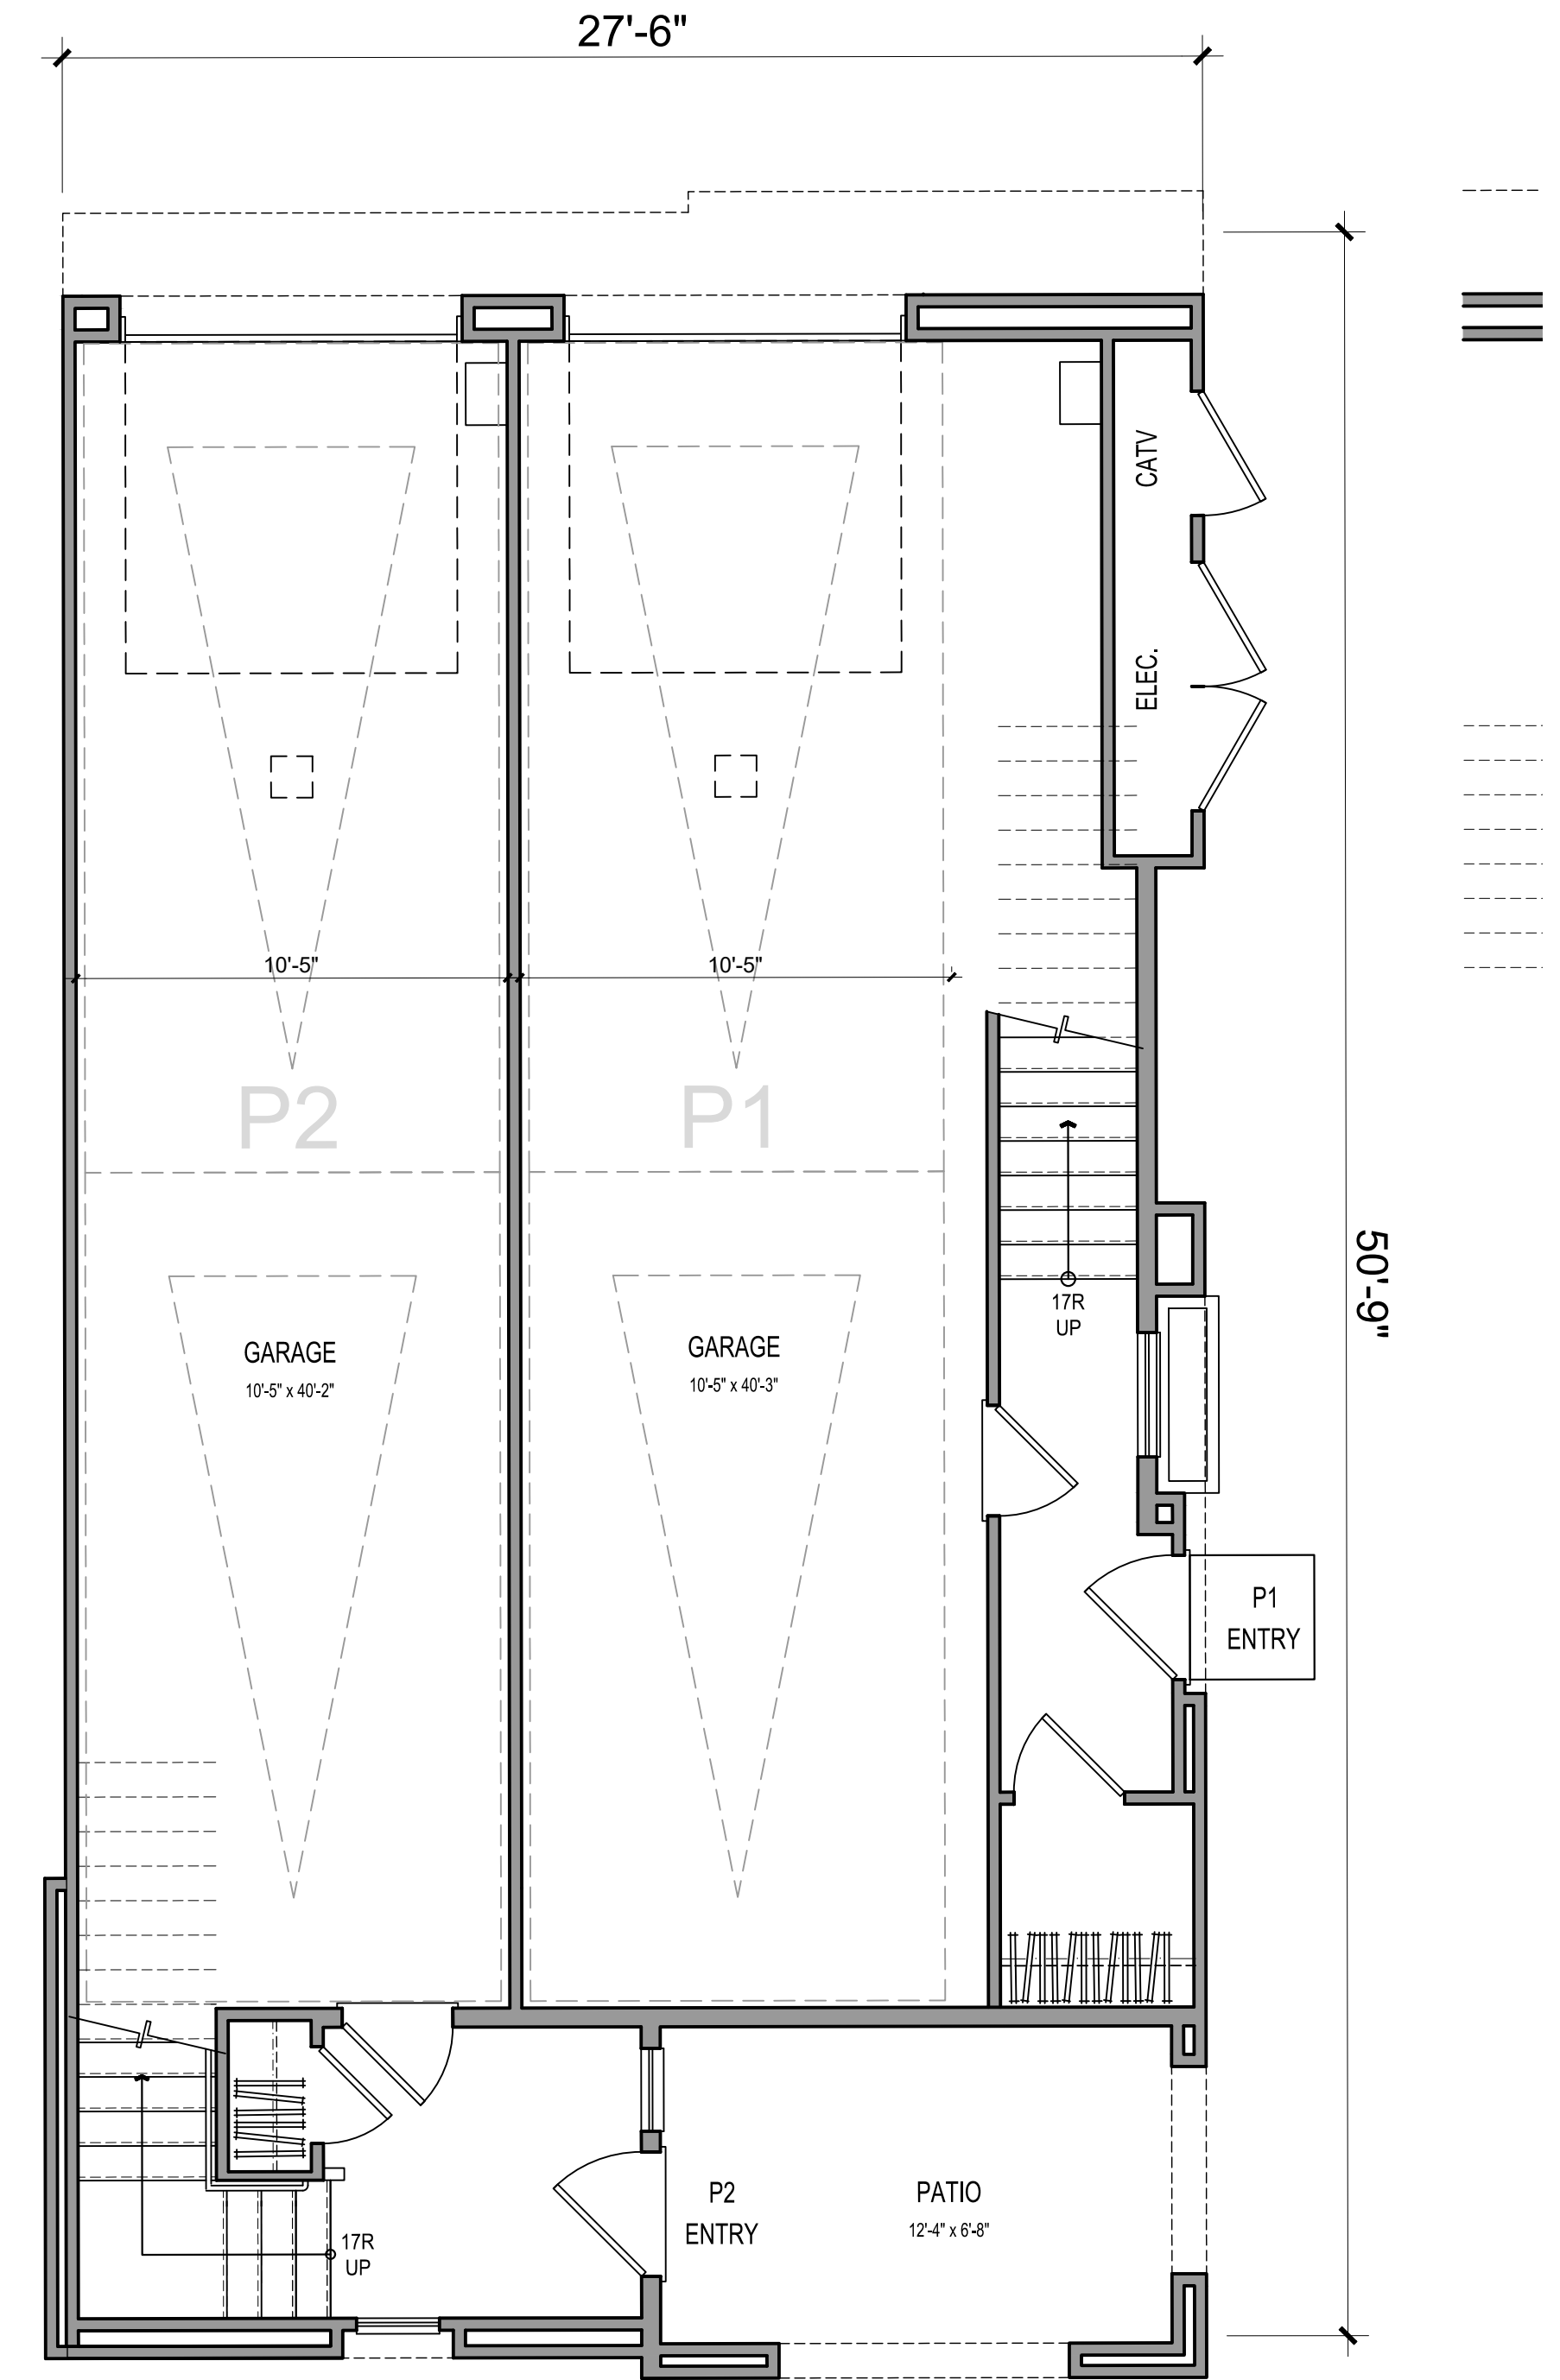 27'-6"
CATV
ELEC.
10'-5"
10'-5"
P2
P1
50'-9"
17R
UP
GARAGE
10'-5" x 40'-2"
GARAGE
10'-5" x 40'-3"
P1
ENTRY
P2
ENTRY
PATIO
12'-4" x 6'-8"
17R
UP